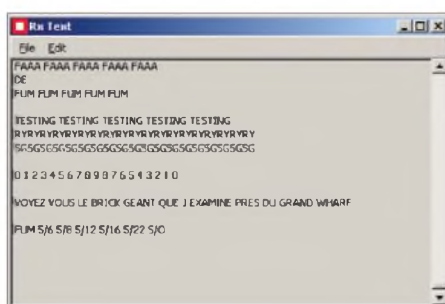 Rx Text
File Edit
FAAA FAAA FAAA FAAA FAAA
DE
FUM FUM FUM FUM FUM
TESTING TESTING TESTING TESTING TESTING
RYRYRYRYRYRYRYRYRYRYRYRYRYRYRYRY
SGSGSGSGSGSGSGSGSGSGSGSGSGSGSGSG
0 1 2 3 4 5 6 7 8 9 8 7 6 5 4 3 2 1 0
VOYEZ VOUS LE BRICK GEANT QUE J EXAMINE PRES DU GRAND WHARF
FUM 5/6 5/8 5/12 5/16 5/22 5/0